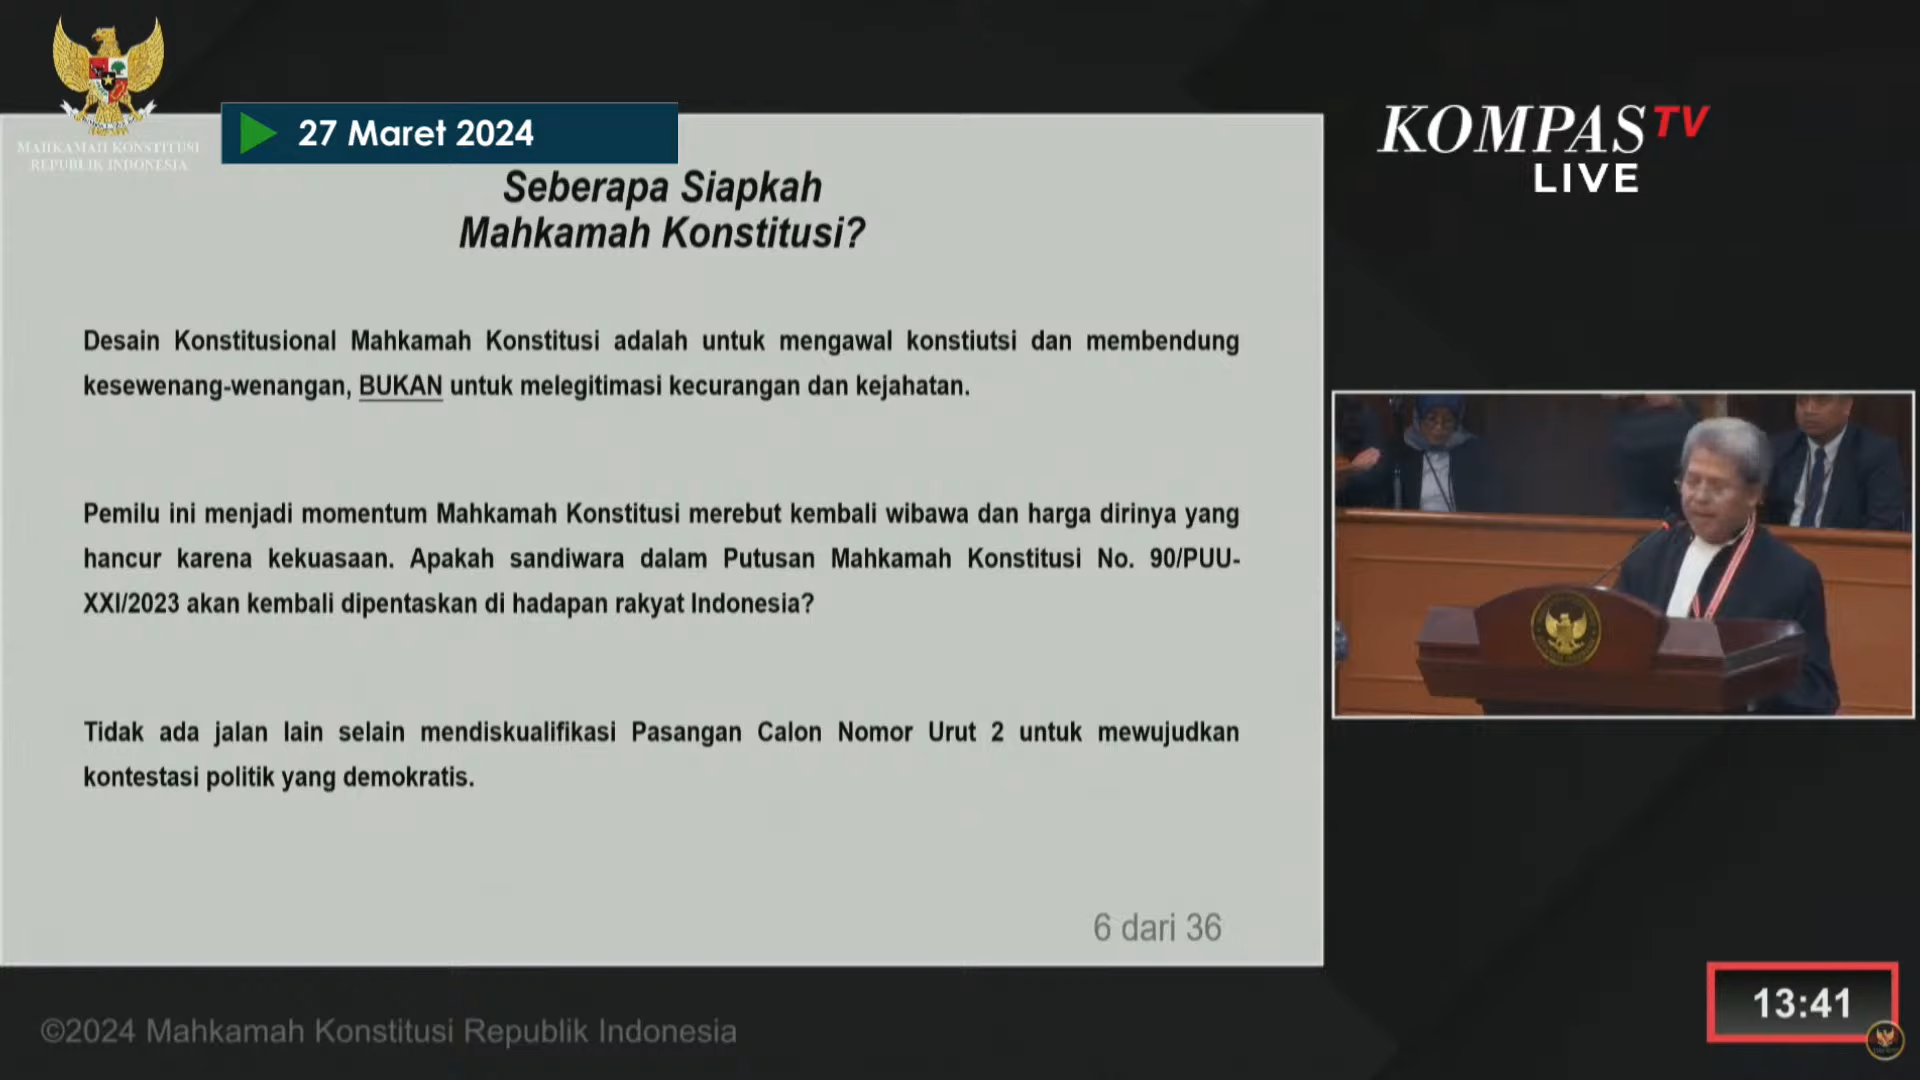 MAHKAMAH KONSTITUSI
REPUBLIK INDONESIA
27 Maret 2024
KOMPAS TV
LIVE
Seberapa Siapkah
Mahkamah Konstitusi?
Desain Konstitusional Mahkamah Konstitusi adalah untuk mengawal konstiutsi dan membendung
kesewenang-wenangan, BUKAN untuk melegitimasi kecurangan dan kejahatan.
Pemilu ini menjadi momentum Mahkamah Konstitusi merebut kembali wibawa dan harga dirinya yang
hancur karena kekuasaan. Apakah sandiwara dalam Putusan Mahkamah Konstitusi No. 90/PUU-
XXI/2023 akan kembali dipentaskan di hadapan rakyat Indonesia?
Tidak ada jalan lain selain mendiskualifikasi Pasangan Calon Nomor Urut 2 untuk mewujudkan
kontestasi politik yang demokratis.
6 dari 36
13:41
©2024 Mahkamah Konstitusi Republik Indonesia